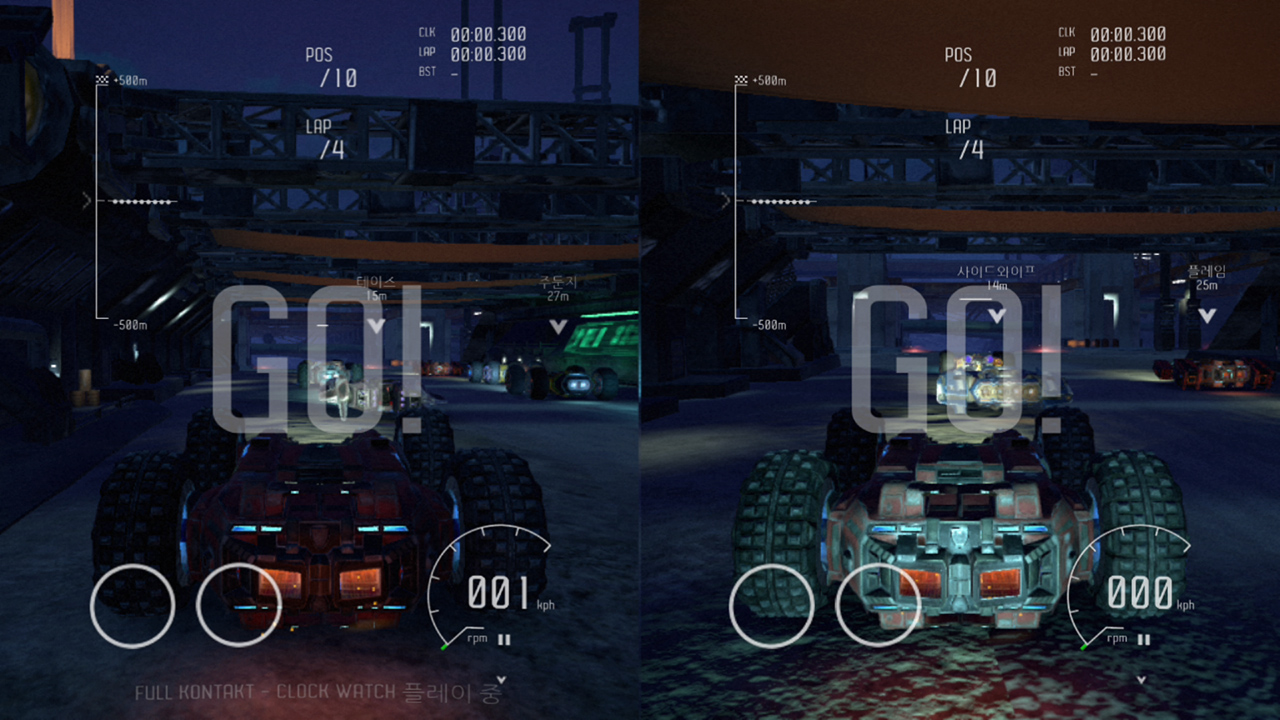 POS
/10
CLK 00:00.300
LAP 00:00.300
BST -
+500m
LAP
/4
테이스
15m
주둔지
27m
-500m
GO!
001 kph
rpm
FULL KONTAKT - CLOCK WATCH 플레이 중
POS
/10
CLK 00:00.300
LAP 00:00.300
BST -
+500m
LAP
/4
사이드와이프
14m
플레임
25m
-500m
GO!
000 kph
rpm